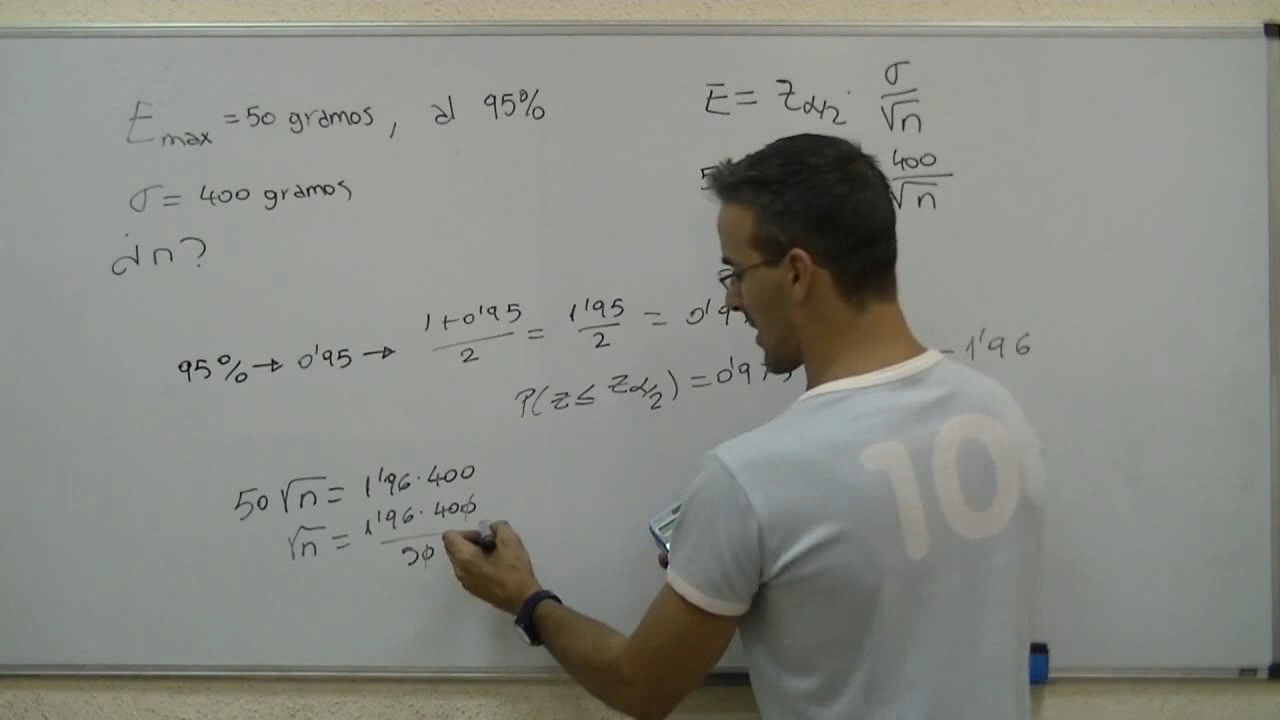 E max = 50 gramos, al 95%
σ = 400 gramos
¿n?
E = Z α/2 · σ/√n
400/√n
95% → 0'95 → (1+0'95)/2 = 1'95/2 = 0'9
P(Z ≤ Z α/2) = 0'975
1'96
50 √n = 1'96 · 400
√n = 1'96 · 400 / 50
10